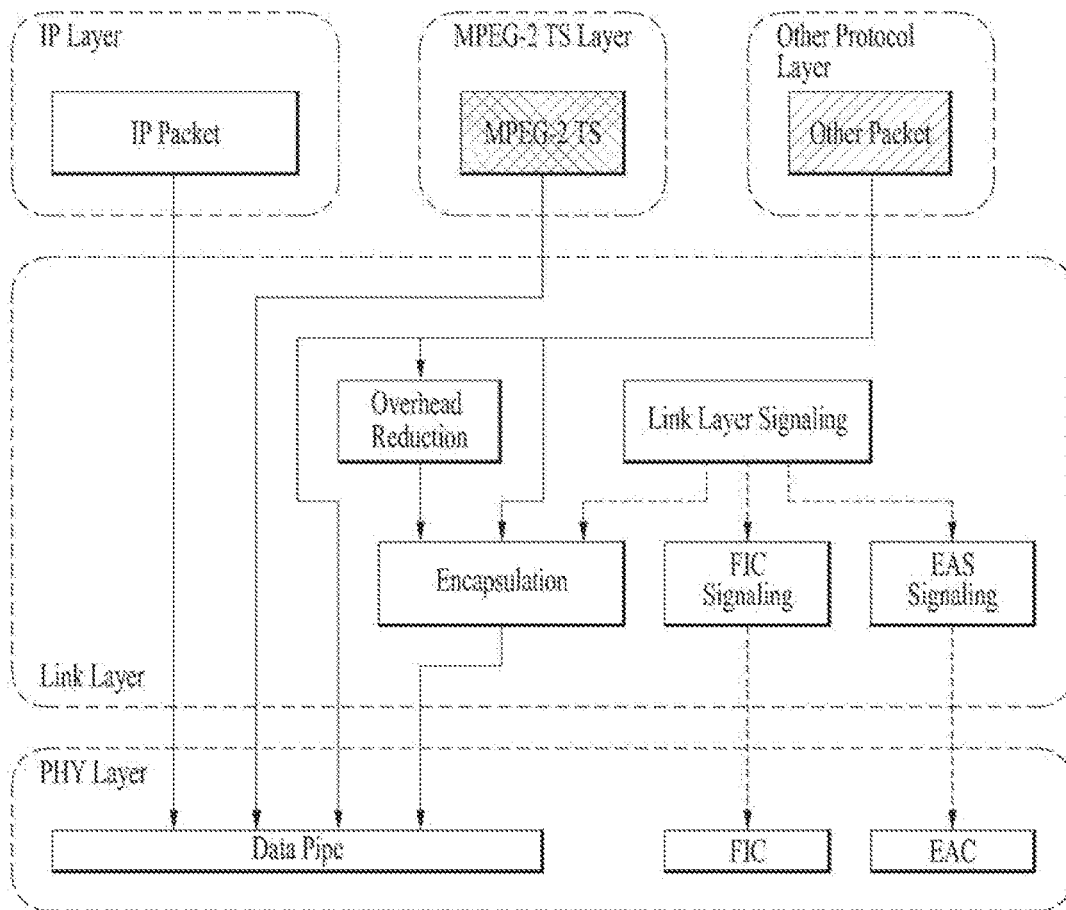 IP Layer
MPEG-2 TS Layer
Other Protocol
Layer
IP Packet
MPEG-2 TS
Other Packet
Overhead
Reduction
Link Layer Signaling
Encapsulation
FIC
Signaling
EAS
Signaling
Link Layer
PHY Layer
Data Pipe
FIC
EAC